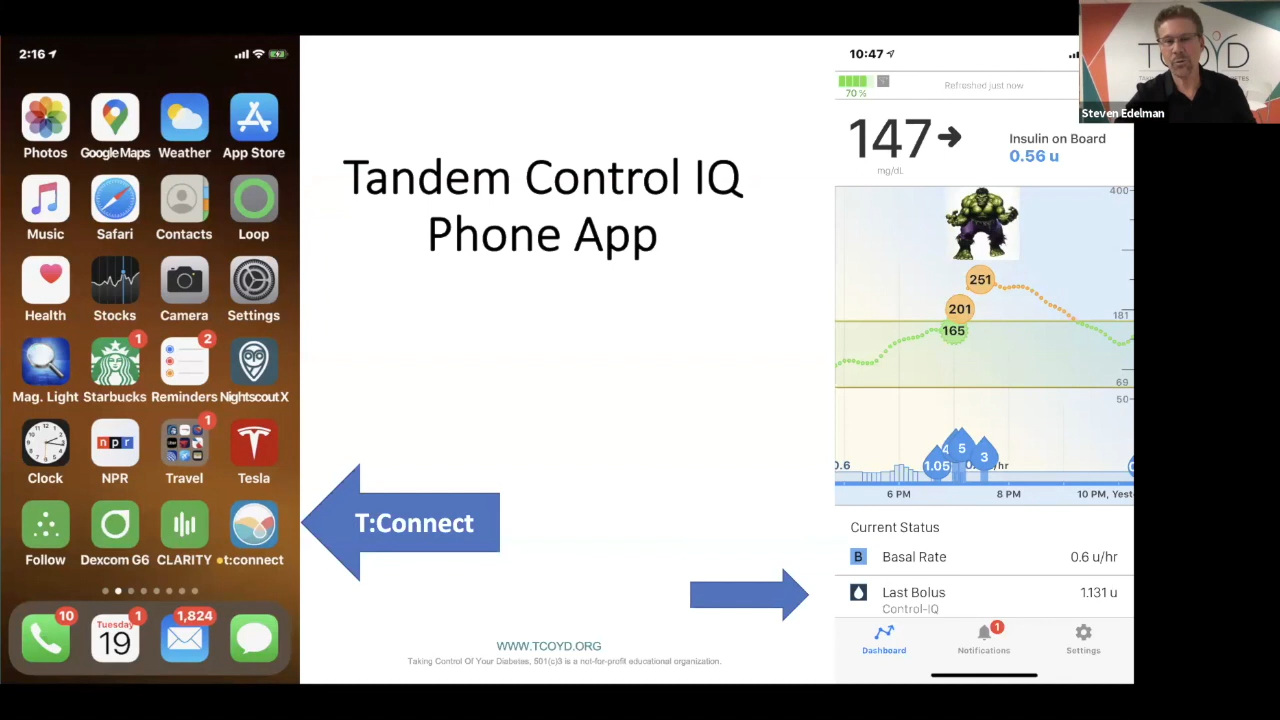 2:16
Photos
Google Maps
Weather
App Store
Music
Safari
Contacts
Loop
Health
Stocks
Camera
Settings
1
2
Mag. Light
Starbucks
Reminders
Nightscout X
npr
1
Clock
NPR
Travel
Tesla
Follow
Dexcom G6
CLARITY
t:connect
10
1
1,824
Tuesday
19
Tandem Control IQ
Phone App
T:Connect
WWW.TCOYD.ORG
Taking Control Of Your Diabetes, 501(c)3 is a not-for-profit educational organization.
10:47
70 %
Refreshed just now
147
mg/dL
Insulin on Board
0.56 u
400
251
201
181
165
69
50
4
5
3
1.05
0.6
/hr
6 PM
8 PM
10 PM, Yest
Current Status
B
Basal Rate
0.6 u/hr
Last Bolus
1.131 u
Control-IQ
1
Dashboard
Notifications
Settings
Steven Edelman